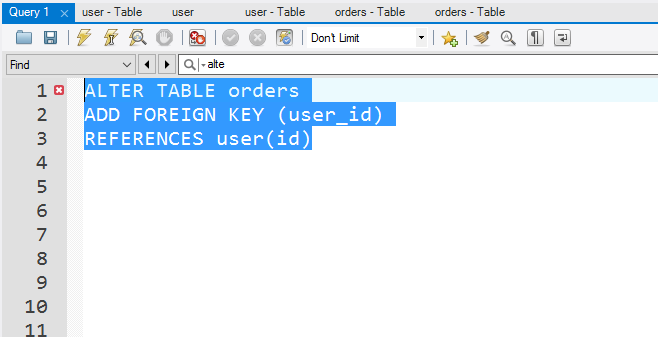 Query 1 user - Table user user - Table orders - Table orders - Table
Don't Limit
Find alte
1 ALTER TABLE orders
2 ADD FOREIGN KEY (user_id)
3 REFERENCES user(id)
4
5
6
7
8
9
10
11